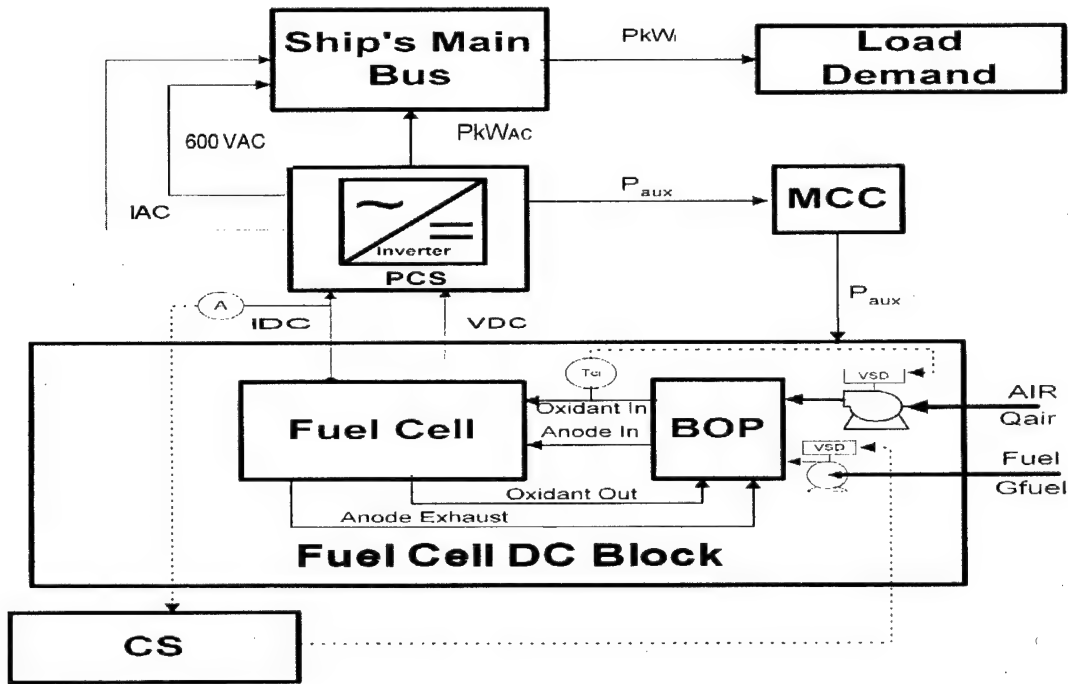 Ship's Main
Bus
PkWl
Load
Demand
600 VAC
PkWAC
IAC
Inverter
PCS
Paux
MCC
A
IDC
VDC
Paux
Tci
VSD
Oxidant In
Anode In
Fuel Cell
BOP
AIR
Qair
VSD
Fuel
Gfuel
Oxidant Out
Anode Exhaust
Fuel Cell DC Block
CS